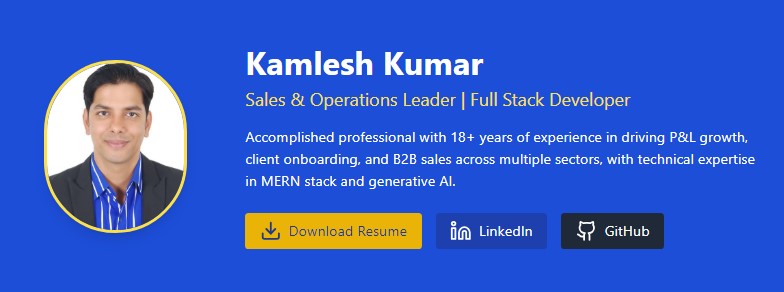 Kamlesh Kumar
Sales & Operations Leader | Full Stack Developer
Accomplished professional with 18+ years of experience in driving P&L growth,
client onboarding, and B2B sales across multiple sectors, with technical expertise
in MERN stack and generative AI.
Download Resume
LinkedIn
GitHub